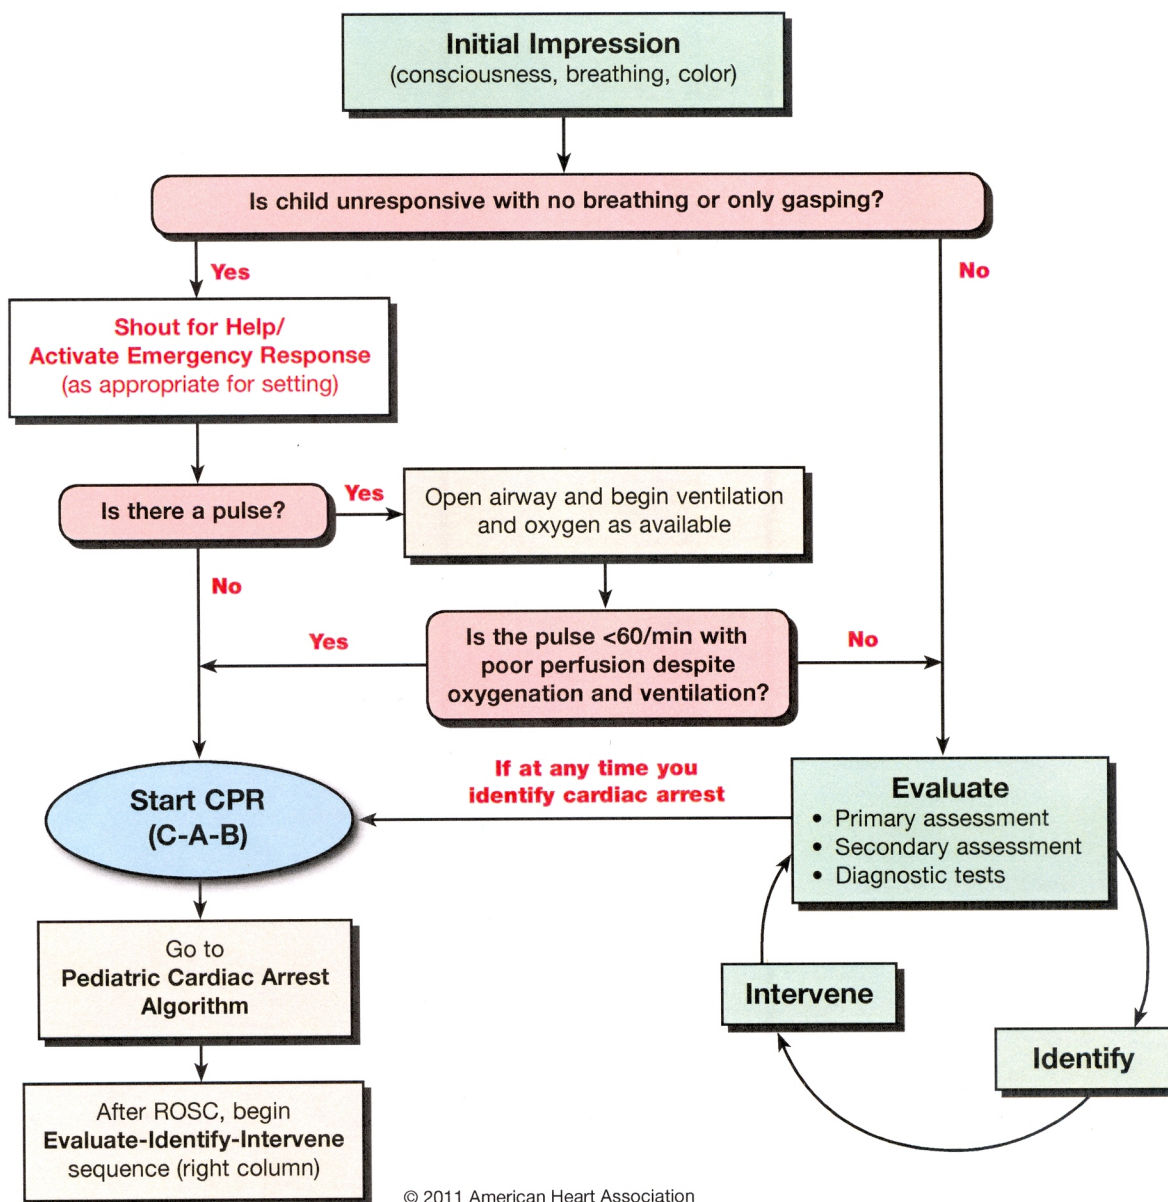 Initial Impression
(consciousness, breathing, color)
Is child unresponsive with no breathing or only gasping?
Yes
No
Shout for Help/
Activate Emergency Response
(as appropriate for setting)
Is there a pulse?
Yes
Open airway and begin ventilation
and oxygen as available
No
Yes
Is the pulse <60/min with
poor perfusion despite
oxygenation and ventilation?
No
If at any time you
identify cardiac arrest
Start CPR
(C-A-B)
Evaluate
• Primary assessment
• Secondary assessment
• Diagnostic tests
Go to
Pediatric Cardiac Arrest
Algorithm
Intervene
Identify
After ROSC, begin
Evaluate-Identify-Intervene
sequence (right column)
© 2011 American Heart Association